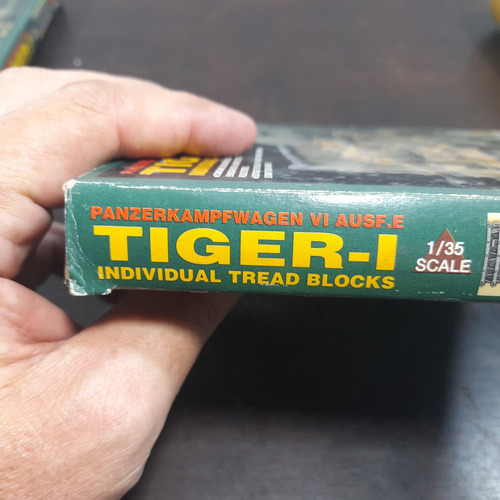 PANZERKAMPFWAGEN VI AUSF.E
TIGER-I
INDIVIDUAL TREAD BLOCKS
1/35
SCALE